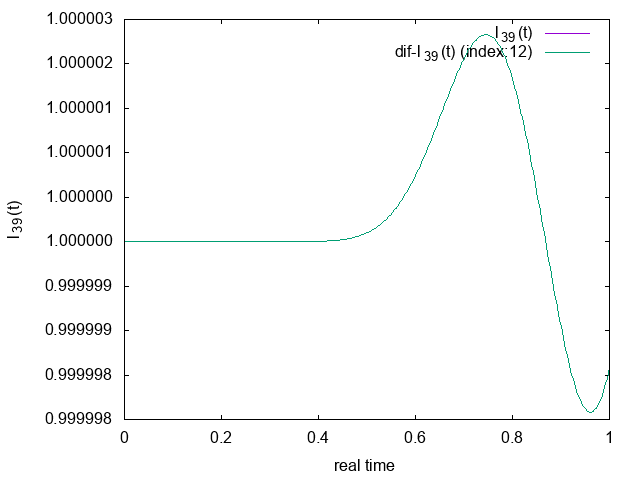 1.000003
1.000002
1.000001
1.000001
1.000000
1.000000
0.999999
0.999999
0.999998
0.999998
0 0.2 0.4 0.6 0.8 1
I39(t)
real time
I39(t)
dif-I39(t) (index:12)